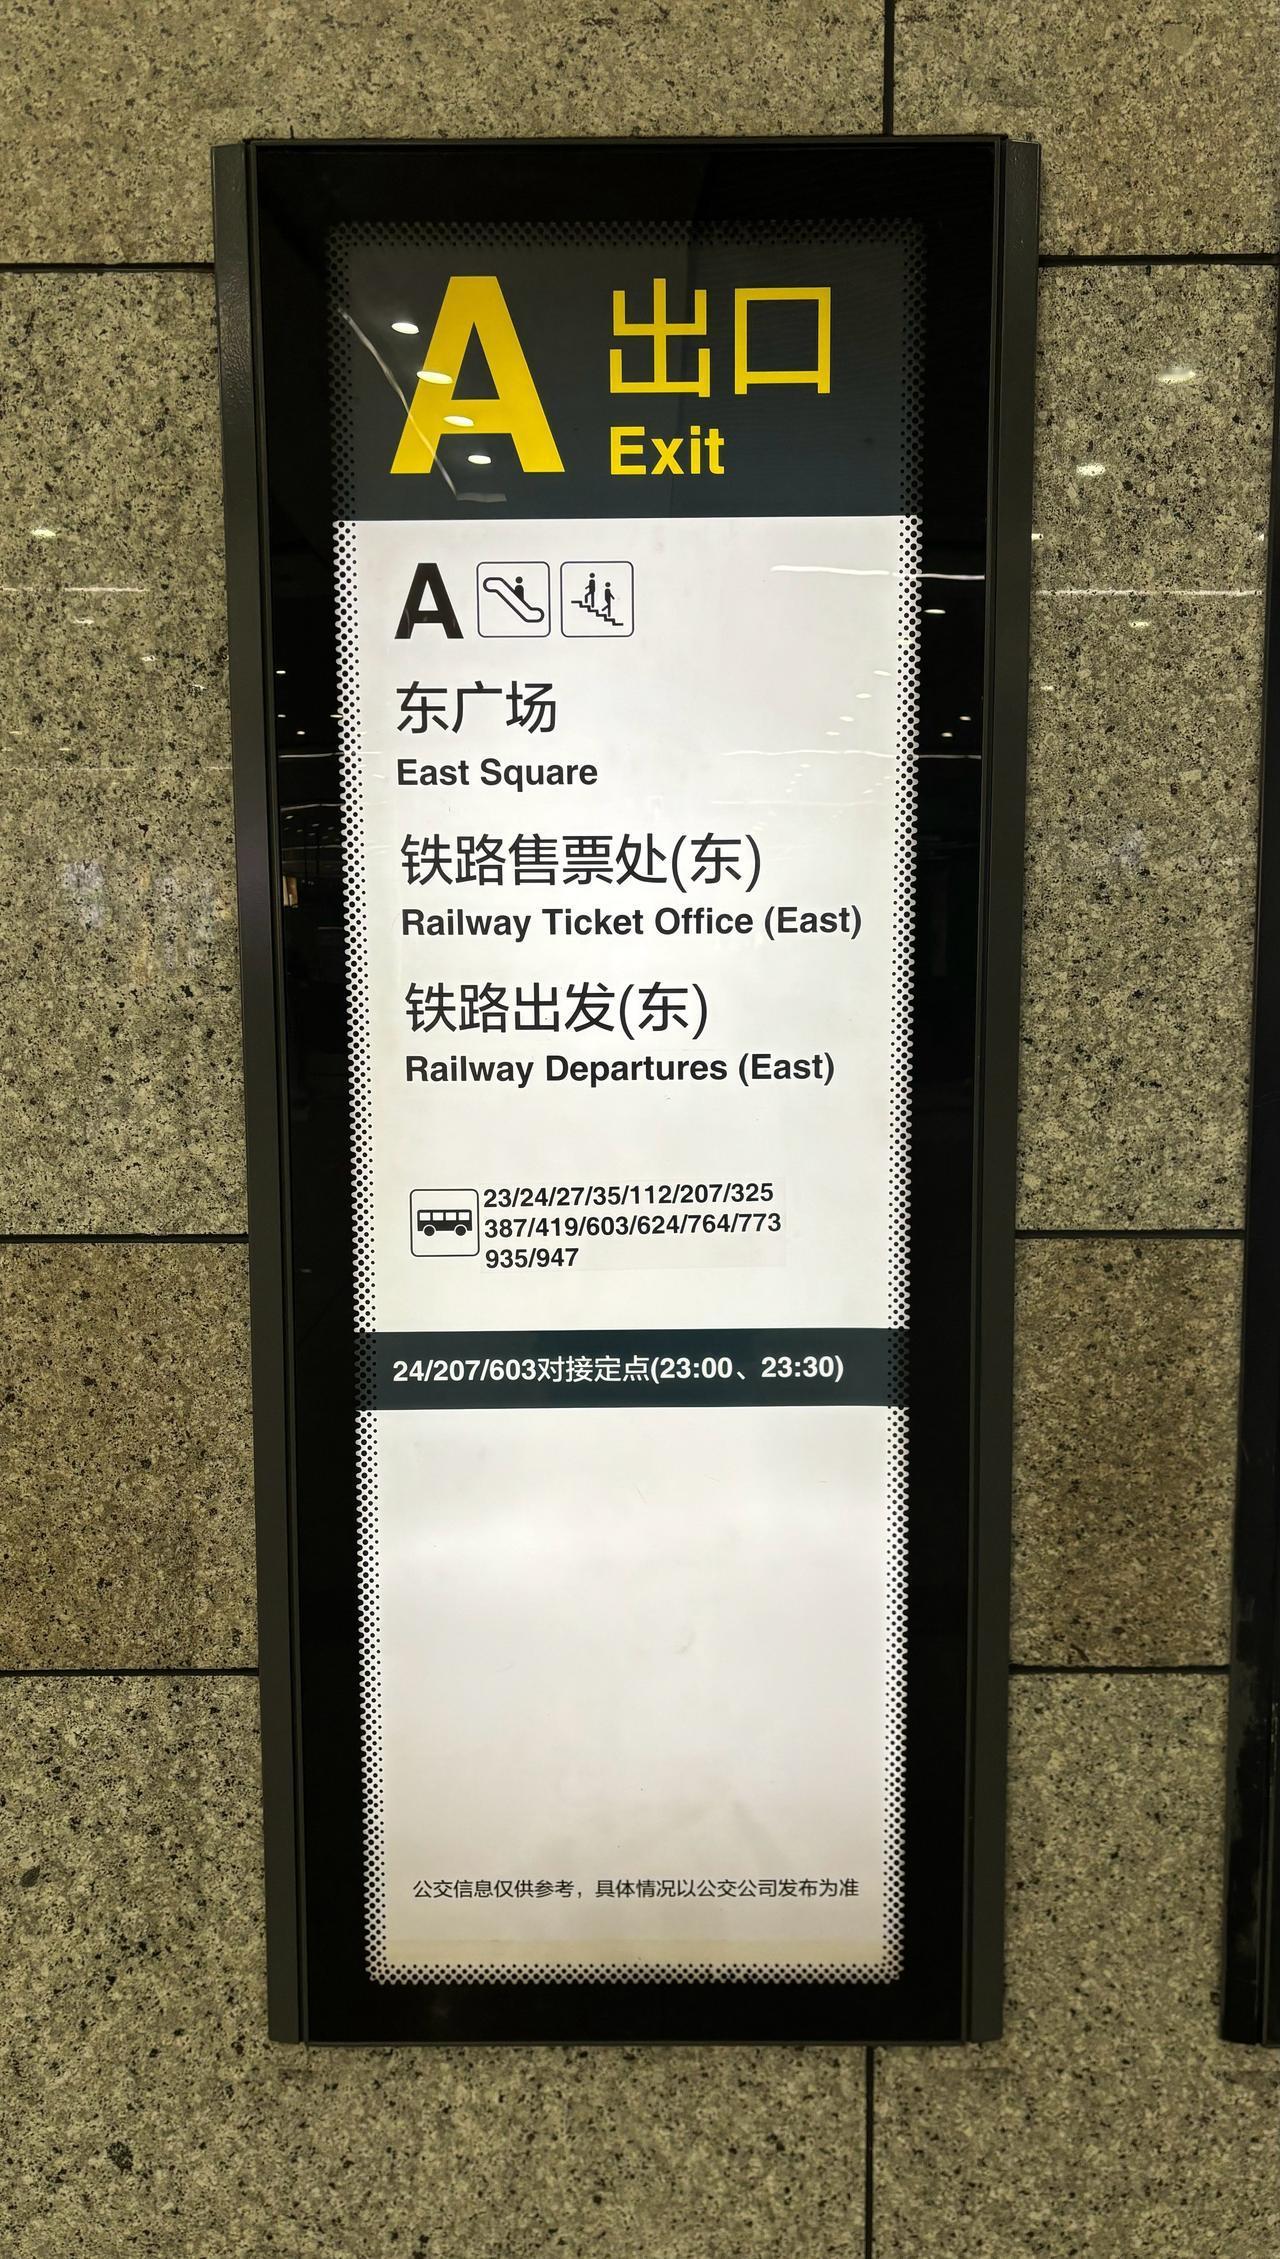 A 出口
Exit
A
东广场
East Square
铁路售票处(东)
Railway Ticket Office (East)
铁路出发(东)
Railway Departures (East)
23/24/27/35/112/207/325
387/419/603/624/764/773
935/947
24/207/603对接定点(23:00、23:30)
公交信息仅供参考，具体情况以公交公司发布为准